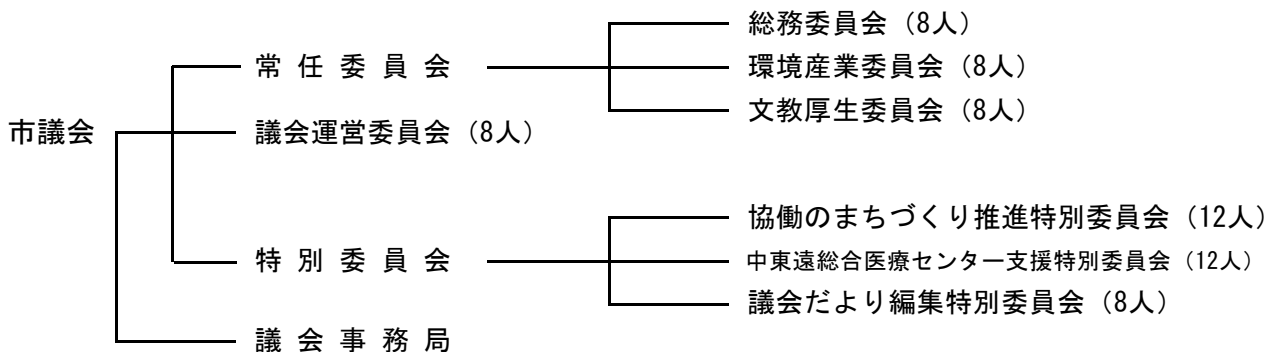 総務委員会（8人）
常任委員会
環境産業委員会（8人）
文教厚生委員会（8人）
市議会
議会運営委員会（8人）
協働のまちづくり推進特別委員会（12人）
特別委員会
中東遠総合医療センター支援特別委員会（12人）
議会だより編集特別委員会（8人）
議会事務局